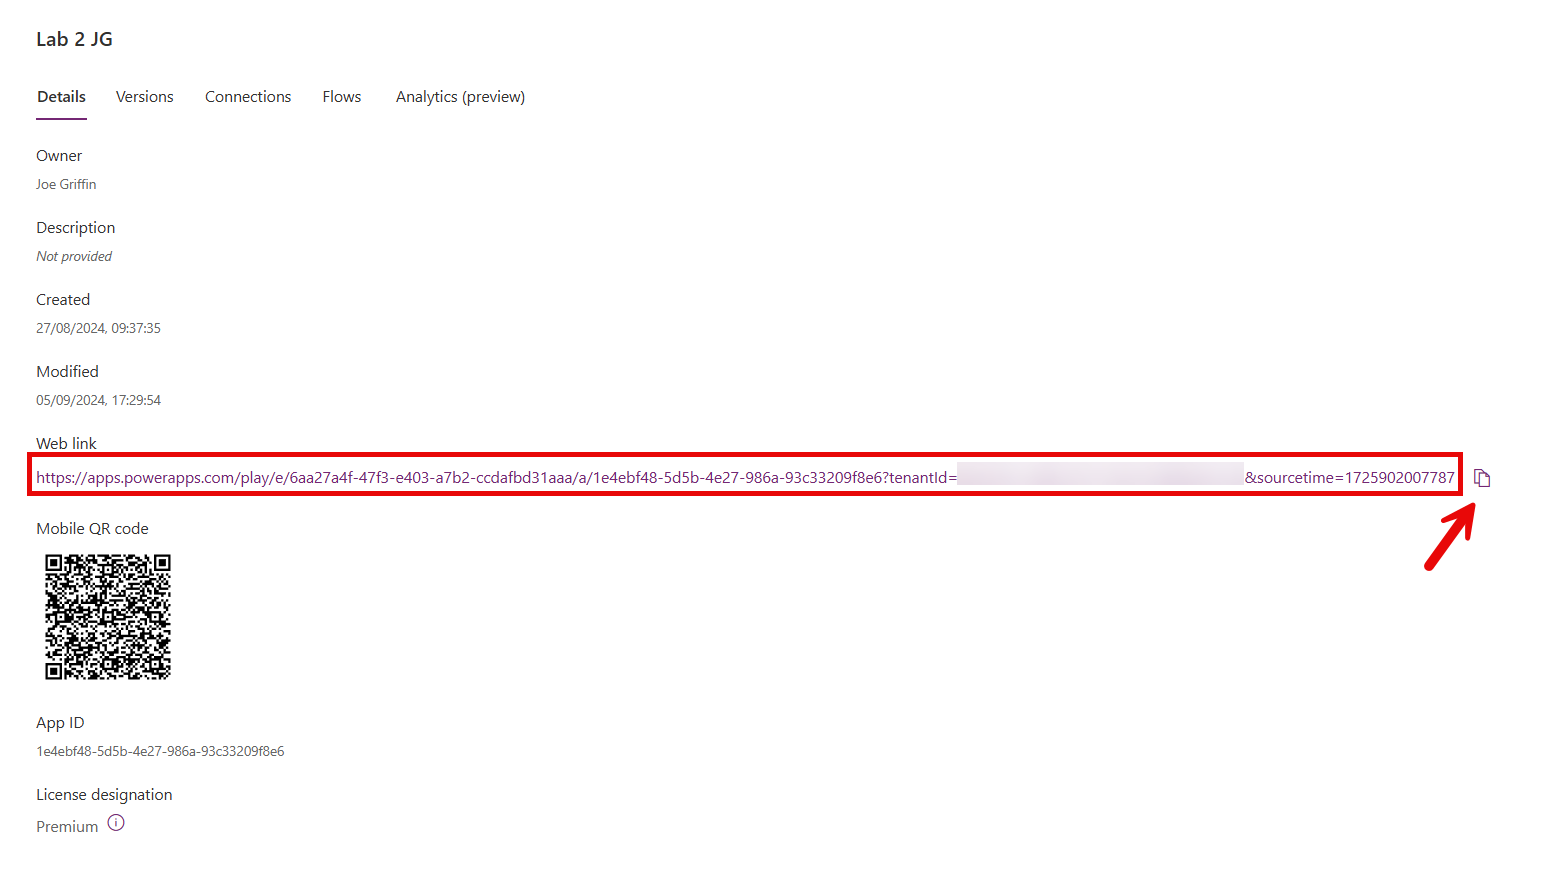 Lab 2 JG
Details Versions Connections Flows Analytics (preview)
Owner
Joe Griffin
Description
Not provided
Created
27/08/2024, 09:37:35
Modified
05/09/2024, 17:29:54
Web link
https://apps.powerapps.com/play/e/6aa27a4f-47f3-e403-a7b2-ccdafbd31aaa/a/1e4ebf48-5d5b-4e27-986a-93c33209f8e6?tenantId= &sourcetime=1725902007787
Mobile QR code
App ID
1e4ebf48-5d5b-4e27-986a-93c33209f8e6
License designation
Premium